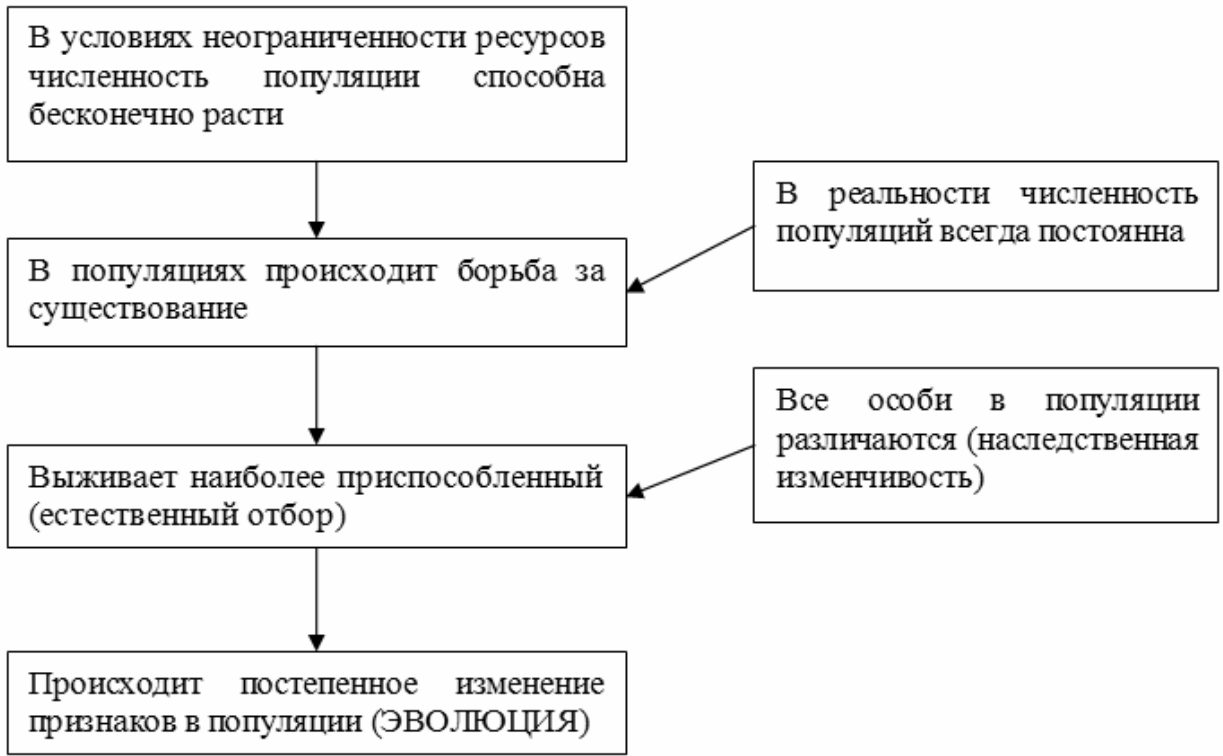 В условиях неограниченности ресурсов
численность популяции способна
бесконечно расти
В реальности численность
популяций всегда постоянна
В популяциях происходит борьба за
существование
Все особи в популяции
различаются (наследственная
изменчивость)
Выживает наиболее приспособленный
(естественный отбор)
Происходит постепенное изменение
признаков в популяции (ЭВОЛЮЦИЯ)